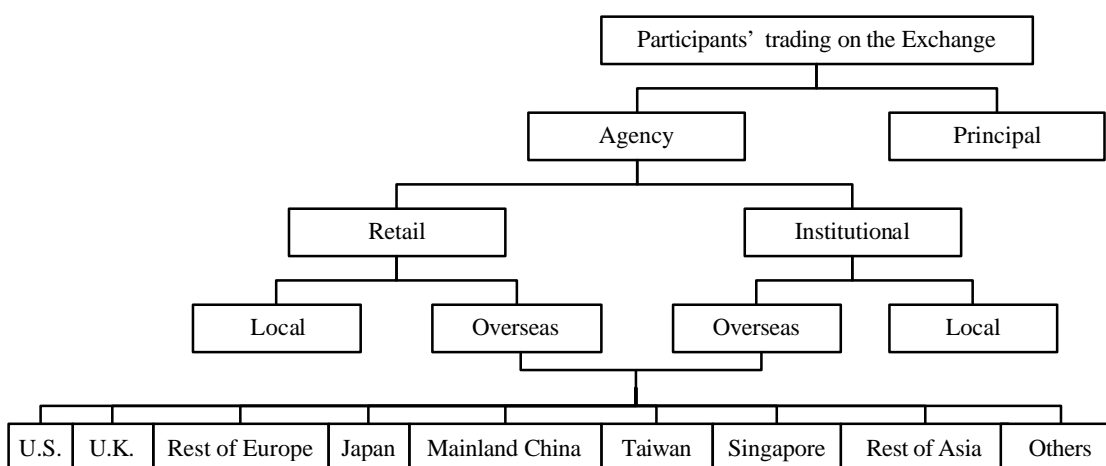 Participants’ trading on the Exchange
Agency
Principal
Retail
Institutional
Local
Overseas
Overseas
Local
U.S.
U.K.
Rest of Europe
Japan
Mainland China
Taiwan
Singapore
Rest of Asia
Others